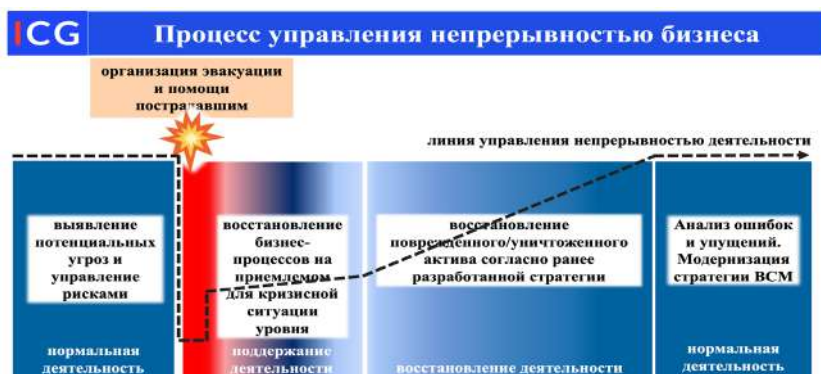 ICG
Процесс управления непрерывностью бизнеса
организация эвакуации
и помощи
пострадавшим
линия управления непрерывностью деятельности
выявление
потенциальных
угроз и
управление
рисками
восстановление
бизнес-
процессов на
приемлемом
для кризисной
ситуации
уровня
восстановление
поврежденного/уничтоженного
актива согласно ранее
разработанной стратегии
Анализ ошибок
и упущений.
Модернизация
стратегии ВСМ
нормальная
деятельность
поддержание
деятельности
восстановление деятельности
нормальная
деятельность